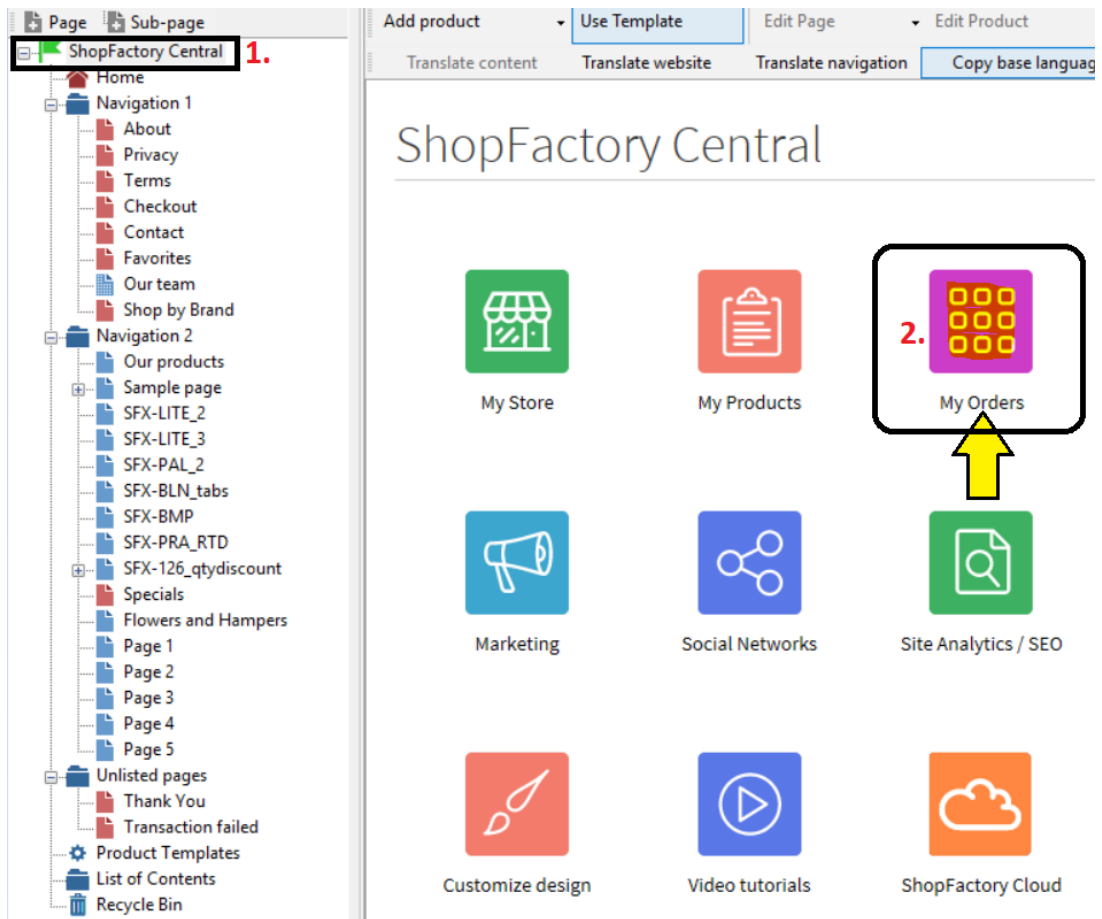 Page Sub-page
ShopFactory Central 1.
Home
Navigation 1
About
Privacy
Terms
Checkout
Contact
Favorites
Our team
Shop by Brand
Navigation 2
Our products
Sample page
SFX-LITE_2
SFX-LITE_3
SFX-PAL_2
SFX-BLN_tabs
SFX-BMP
SFX-PRA_RTD
SFX-126_qtydiscount
Specials
Flowers and Hampers
Page 1
Page 2
Page 3
Page 4
Page 5
Unlisted pages
Thank You
Transaction failed
Product Templates
List of Contents
Recycle Bin
Add product Use Template Edit Page Edit Product
Translate content Translate website Translate navigation Copy base languag
ShopFactory Central
2.
My Store My Products My Orders
Marketing Social Networks Site Analytics / SEO
Customize design Video tutorials ShopFactory Cloud